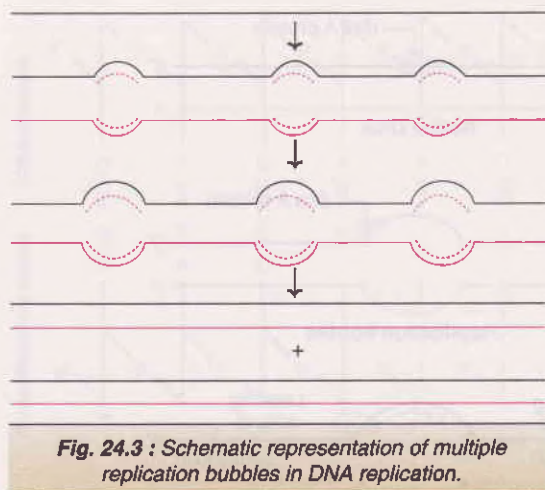 +
Fig. 24.3 : Schematic representation of multiple
replication bubbles in DNA replication.